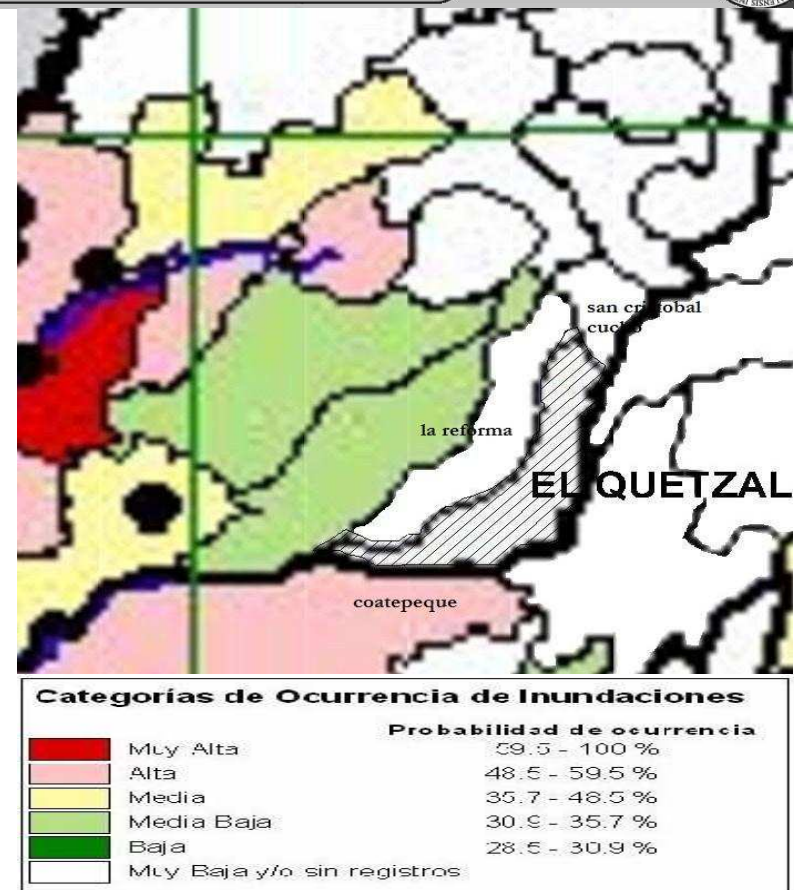 san cristobal
cucho
la reforma
EL QUETZAL
coatepeque
Categorías de Ocurrencia de Inundaciones
Probabilidad de ocurrencia
Muy Alta 59.5 - 100 %
Alta 48.5 - 59.5 %
Media 35.7 - 48.5 %
Media Baja 30.9 - 35.7 %
Baja 28.5 - 30.9 %
Muy Baja y/o sin registros